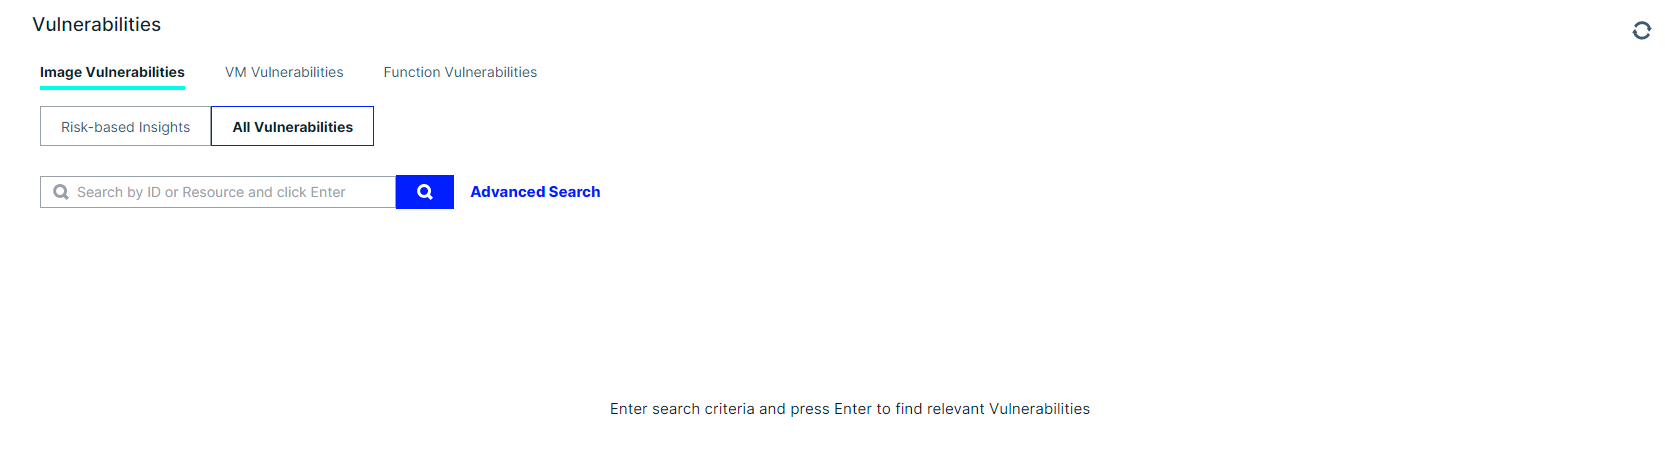 Vulnerabilities
Image Vulnerabilities VM Vulnerabilities Function Vulnerabilities
Risk-based Insights All Vulnerabilities
Search by ID or Resource and click Enter Advanced Search
Enter search criteria and press Enter to find relevant Vulnerabilities